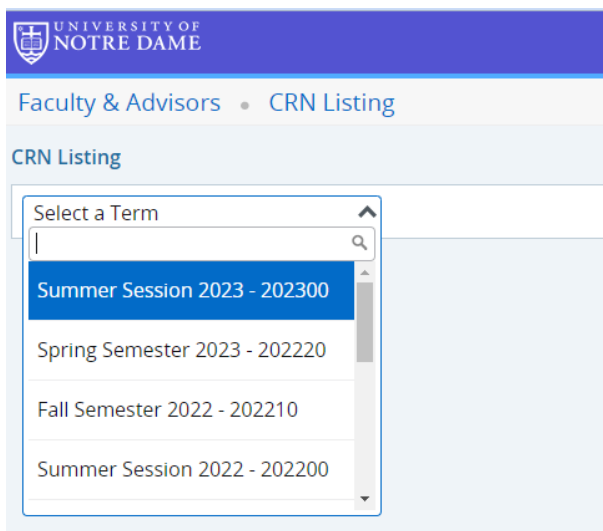 UNIVERSITY OF
NOTRE DAME
Faculty & Advisors • CRN Listing
CRN Listing
Select a Term
Summer Session 2023 - 202300
Spring Semester 2023 - 202220
Fall Semester 2022 - 202210
Summer Session 2022 - 202200